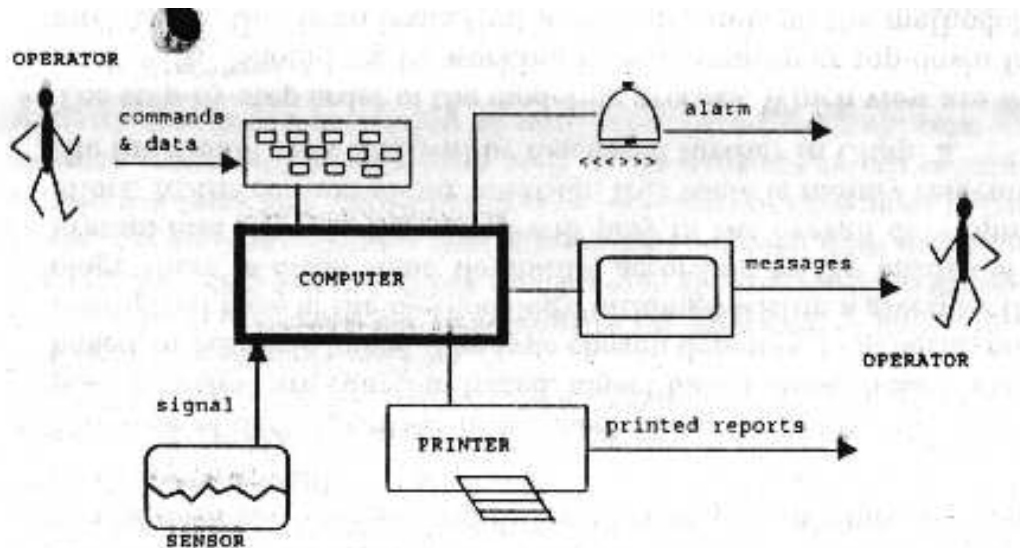 OPERATOR
commands
& data
alarm
COMPUTER
messages
OPERATOR
signal
PRINTER
printed reports
SENSOR